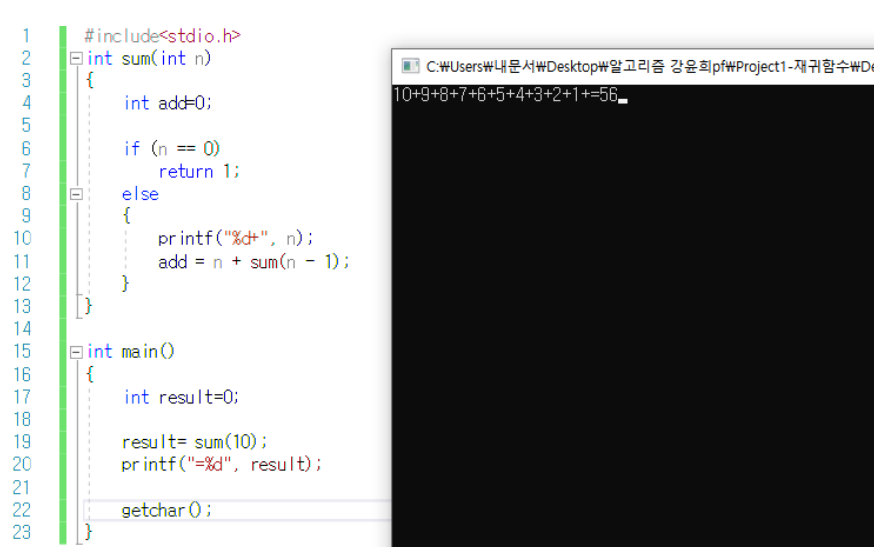 1 #include<stdio.h>
2 int sum(int n)
3 {
4 int add=0;
5
6 if (n == 0)
7 return 1;
8 else
9 {
10 printf("%d+", n);
11 add = n + sum(n - 1);
12 }
13 }
14
15 int main()
16 {
17 int result=0;
18
19 result= sum(10);
20 printf("=%d", result);
21
22 getchar();
23 }
C:₩Users₩내문서₩Desktop₩알고리즘 강윤희pf₩Project1-재귀함수₩De
10+9+8+7+6+5+4+3+2+1+=56